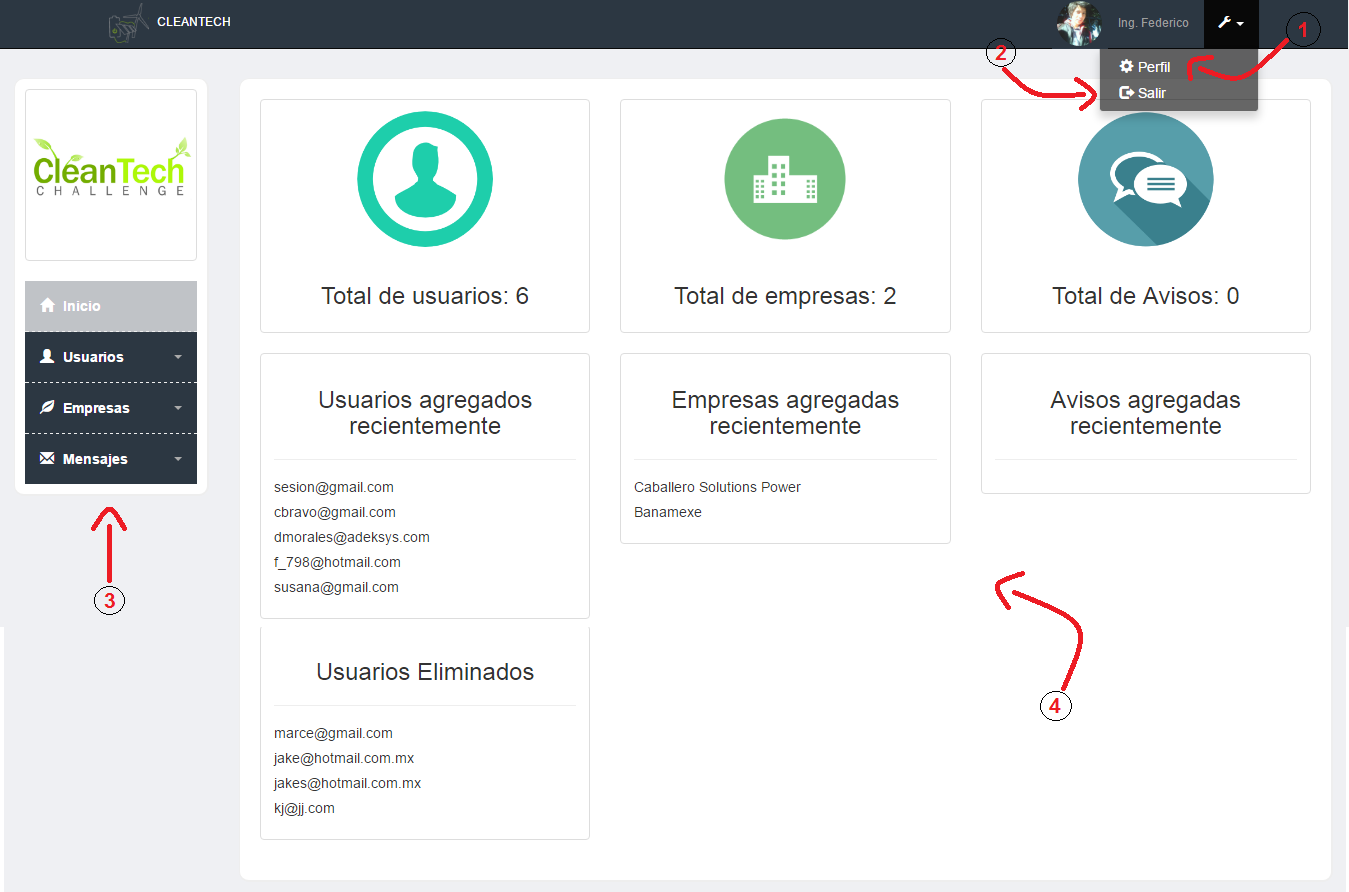 CLEANTECH
Ing. Federico
1
2
Perfil
Salir
CleanTech
CHALLENGE
Inicio
Usuarios
Empresas
Mensajes
3
Total de usuarios: 6
Total de empresas: 2
Total de Avisos: 0
Usuarios agregados
recientemente
sesion@gmail.com
cbravo@gmail.com
dmorales@adeksys.com
f_798@hotmail.com
susana@gmail.com
Empresas agregadas
recientemente
Caballero Solutions Power
Banamexe
Avisos agregadas
recientemente
4
Usuarios Eliminados
marce@gmail.com
jake@hotmail.com.mx
jakes@hotmail.com.mx
kj@jj.com